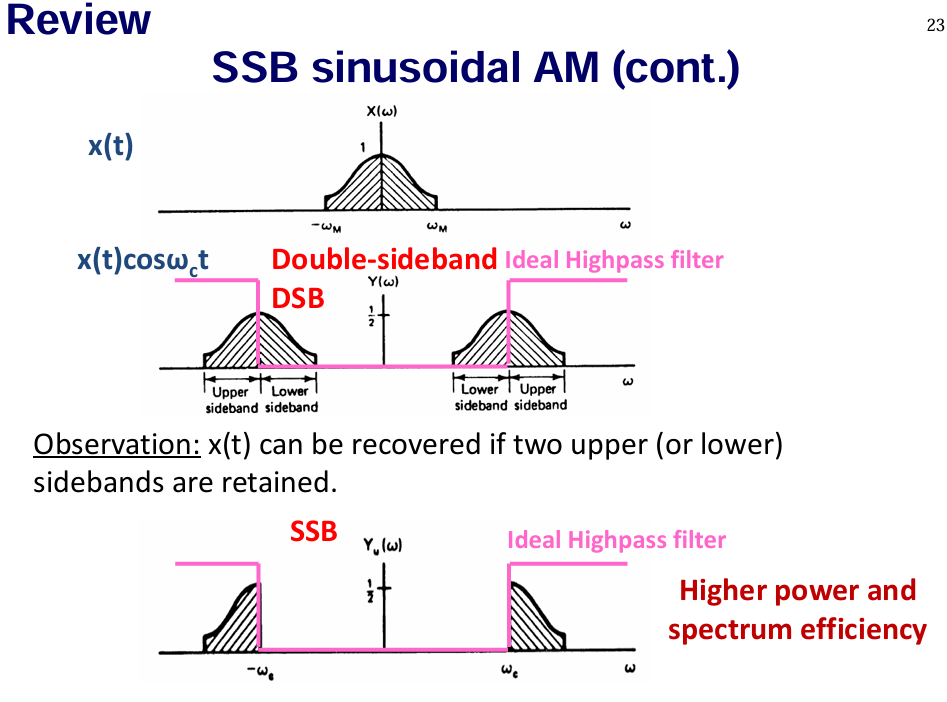 Review
23
SSB sinusoidal AM (cont.)
X(ω)
x(t)
1
-ωM
ωM
ω
x(t)cosωct
Double-sideband
Ideal Highpass filter
DSB
Y(ω)
1/2
ω
Upper sideband
Lower sideband
Lower sideband
Upper sideband
Observation: x(t) can be recovered if two upper (or lower)
sidebands are retained.
SSB
Yu(ω)
Ideal Highpass filter
1/2
Higher power and
spectrum efficiency
-ωc
ωc
ω